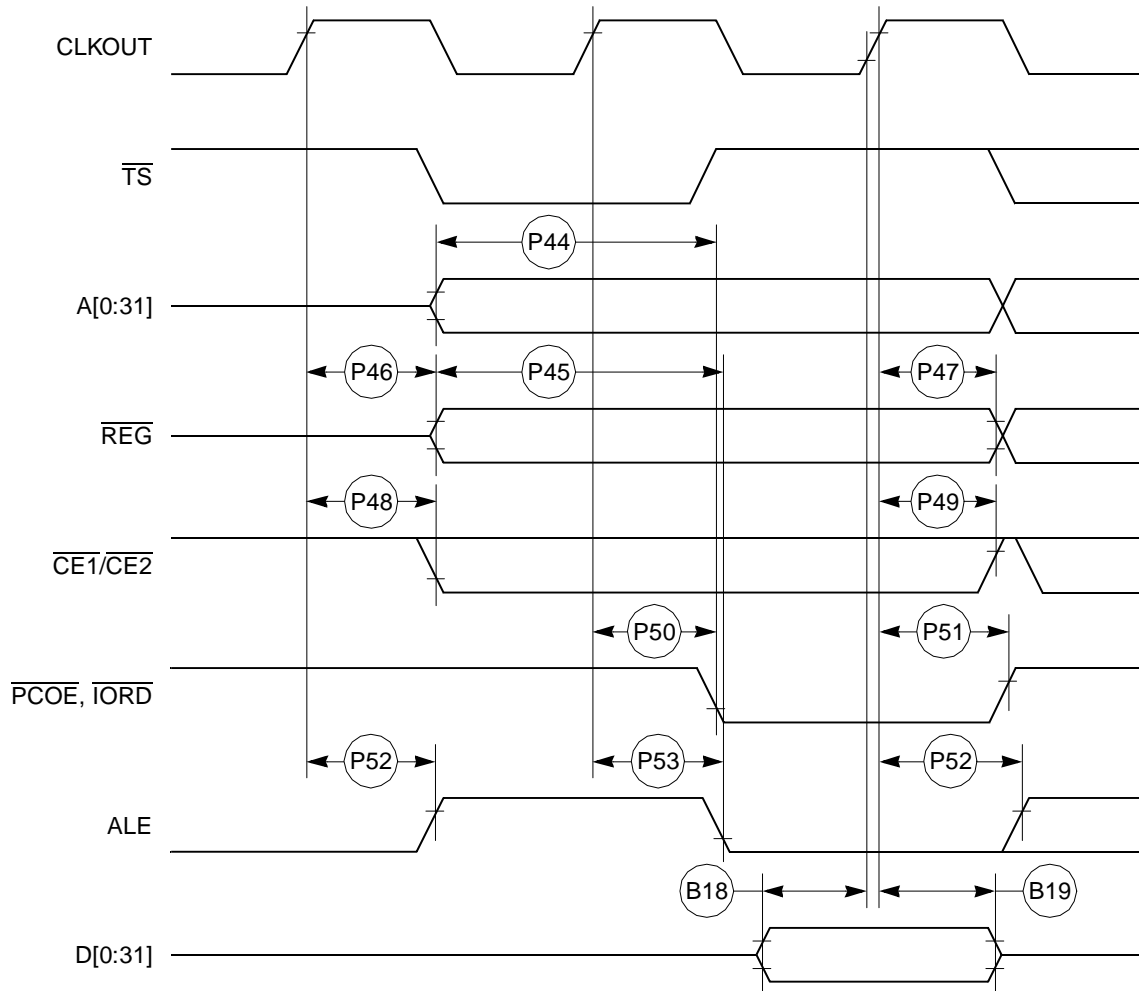 CLKOUT
TS
P44
A[0:31]
P46 P45 P47
REG
P48 P49
CE1/CE2
P50 P51
PCOE, IORD
P52 P53 P52
ALE
B18 B19
D[0:31]